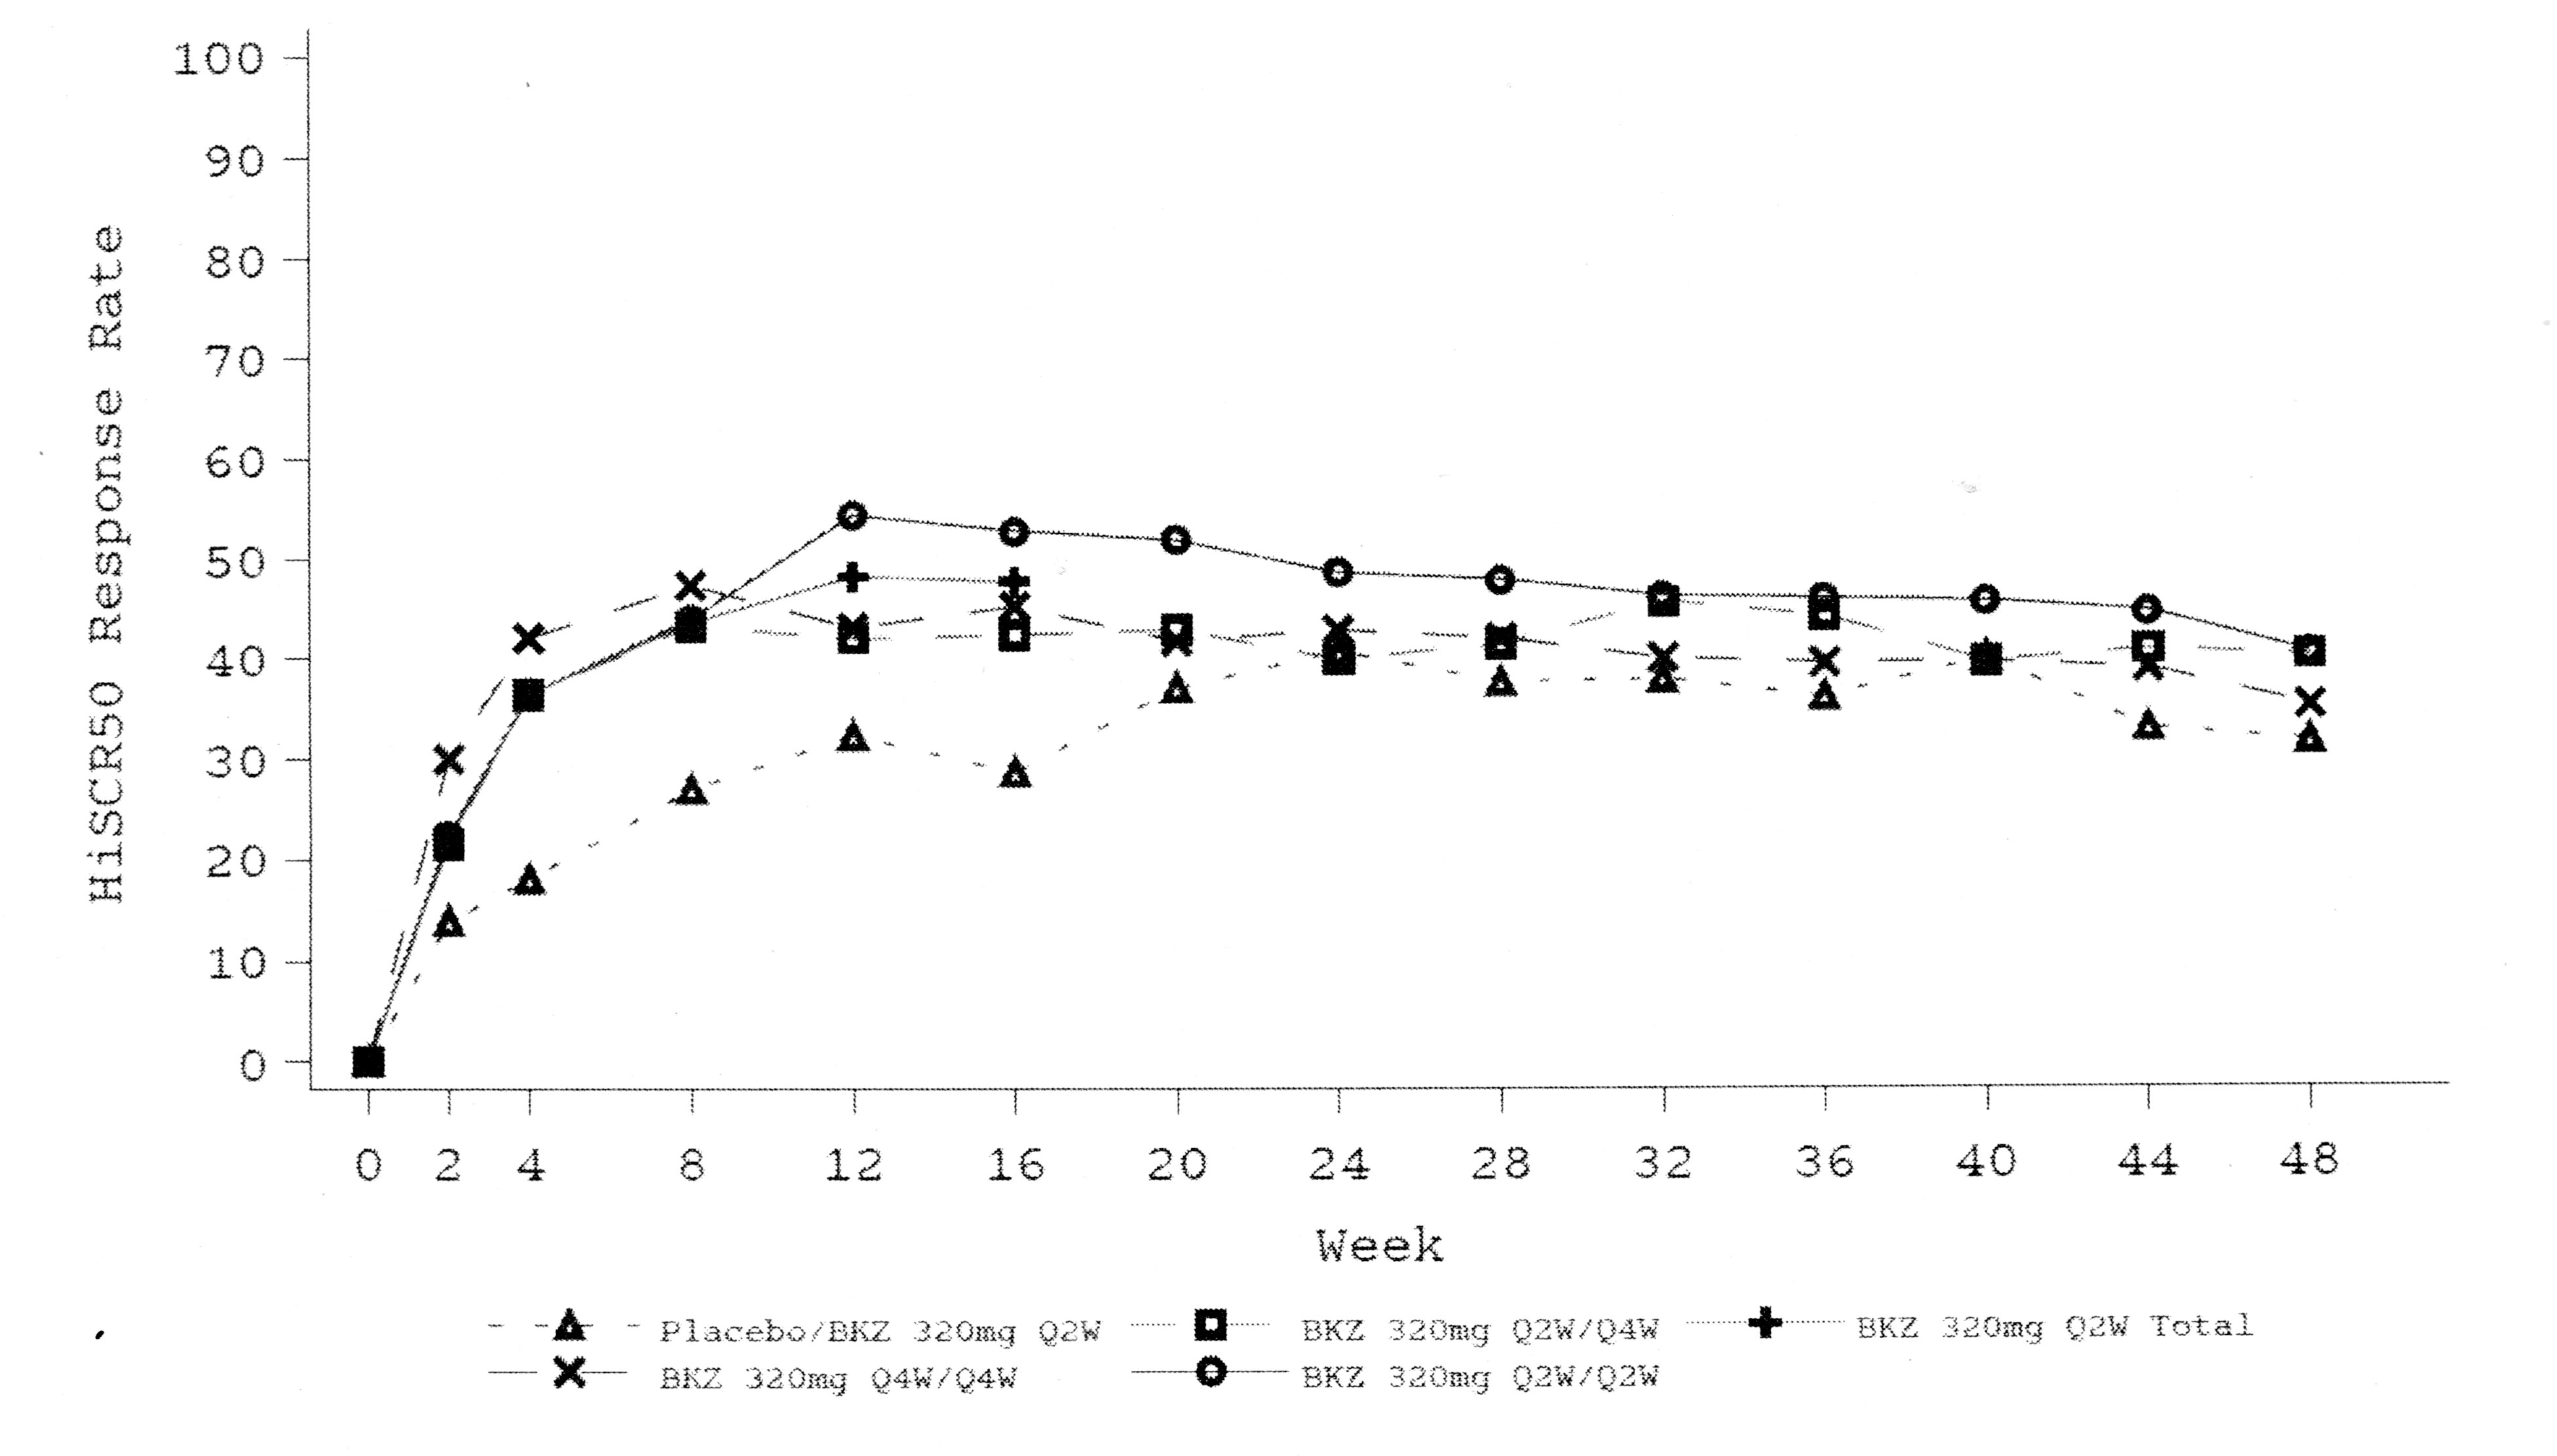 HiSCR50 Response Rate
100
90
80
70
60
50
40
30
20
10
0
0 2 4 8 12 16 20 24 28 32 36 40 44 48
Week
Placebo/BKZ 320mg Q2W BKZ 320mg Q2W/Q4W BKZ 320mg Q2W Total
BKZ 320mg Q4W/Q4W BKZ 320mg Q2W/Q2W